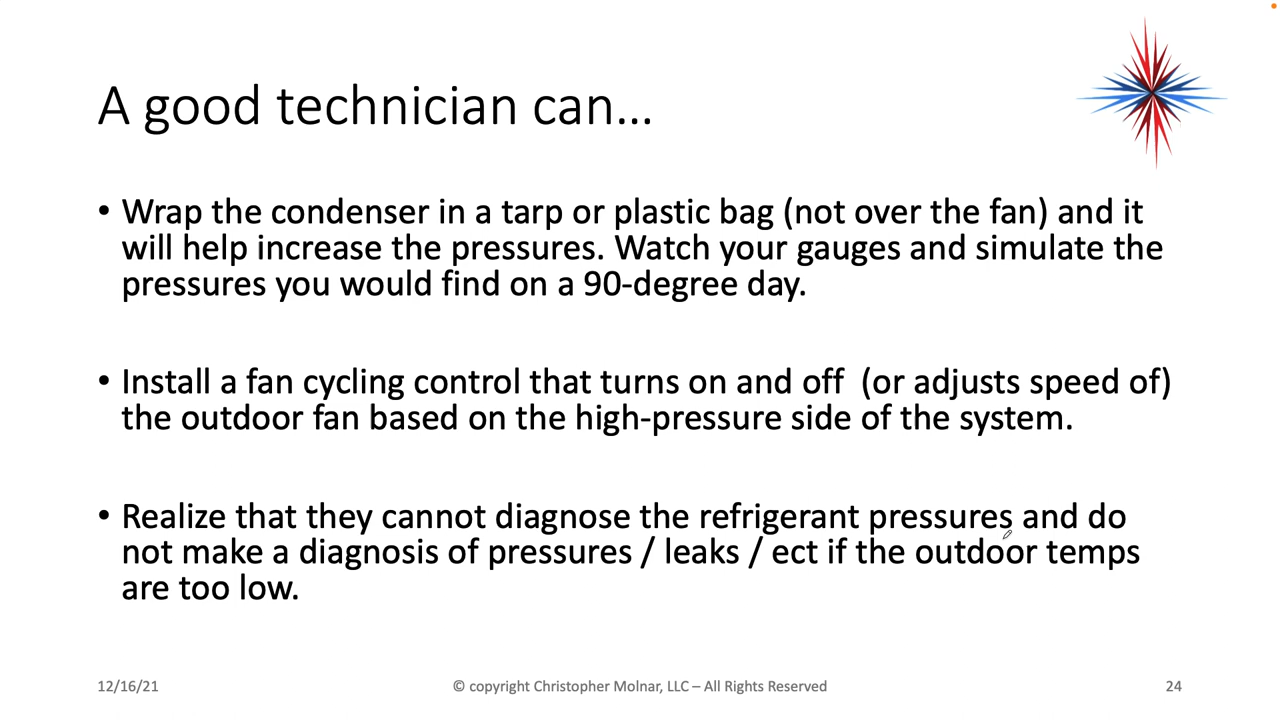 A good technician can…
• Wrap the condenser in a tarp or plastic bag (not over the fan) and it
will help increase the pressures. Watch your gauges and simulate the
pressures you would find on a 90-degree day.
• Install a fan cycling control that turns on and off  (or adjusts speed of)
the outdoor fan based on the high-pressure side of the system.
• Realize that they cannot diagnose the refrigerant pressures and do
not make a diagnosis of pressures / leaks / ect if the outdoor temps
are too low.
12/16/21
© copyright Christopher Molnar, LLC – All Rights Reserved
24